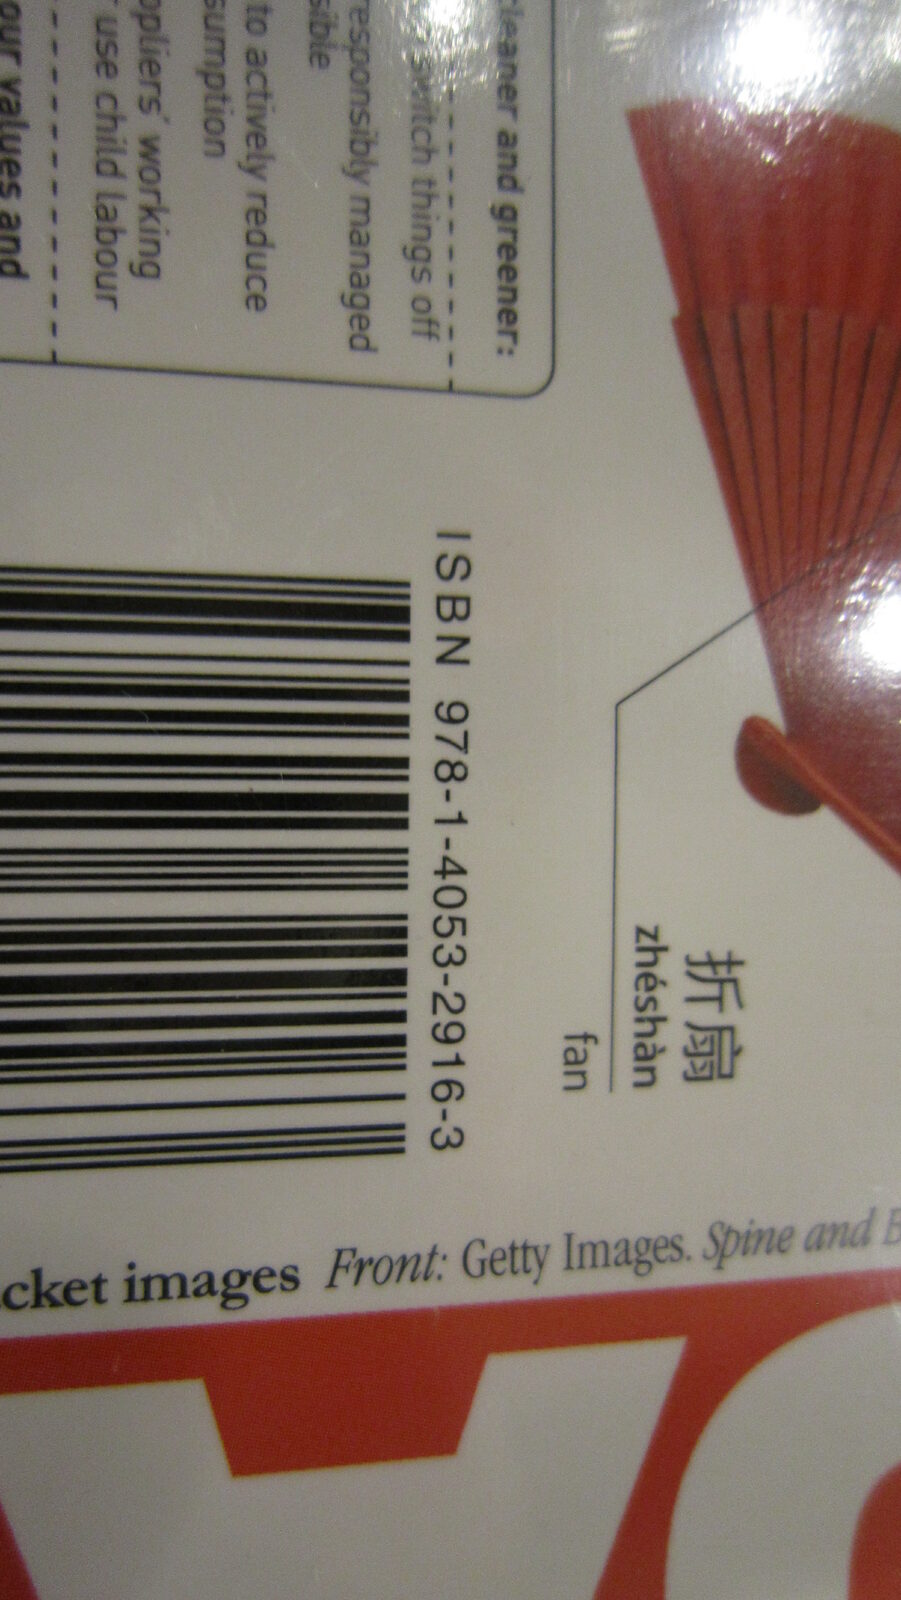 cleaner and greener:
switch things off
responsibly managed
sible
to actively reduce
sumption
ppliers' working
use child labour
our values and
ISBN 978-1-4053-2916-3
折扇
zhéshàn
fan
cket images Front: Getty Images. Spine and B